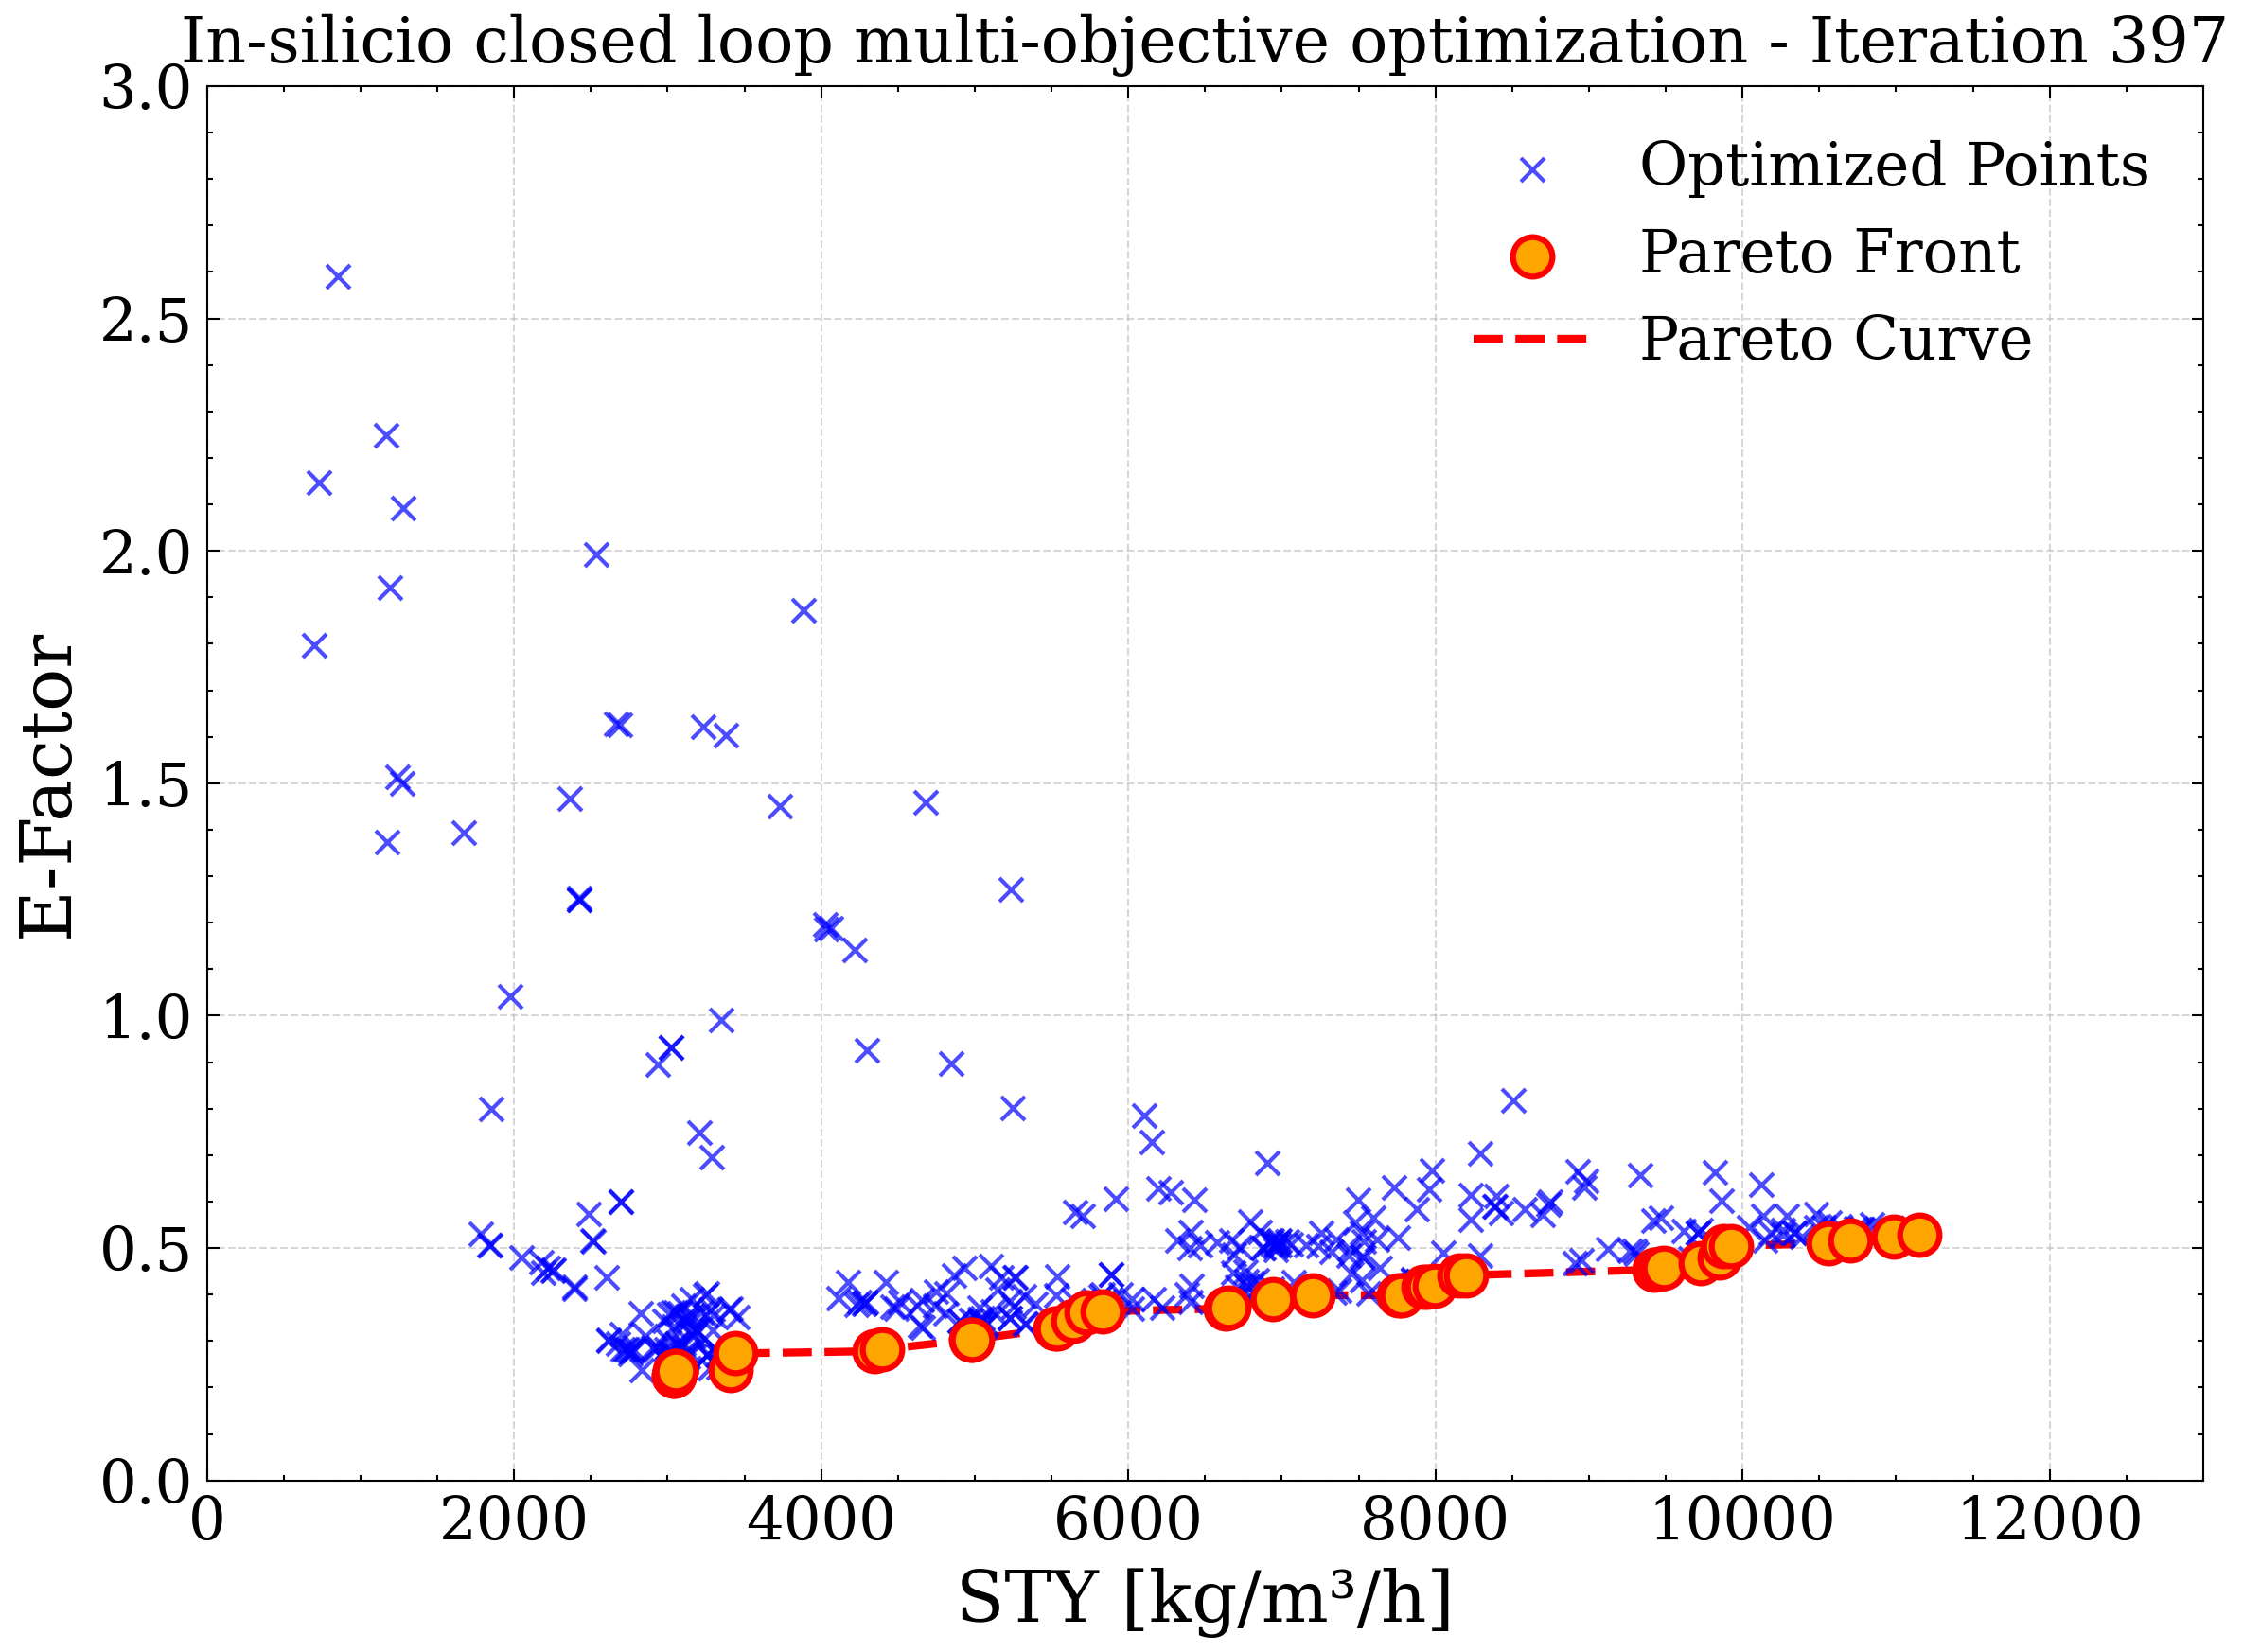 In-silicio closed loop multi-objective optimization - Iteration 397
3.0
2.5
2.0
1.5
1.0
0.5
0.0
E-Factor
Optimized Points
Pareto Front
Pareto Curve
0 2000 4000 6000 8000 10000 12000
STY [kg/m³/h]